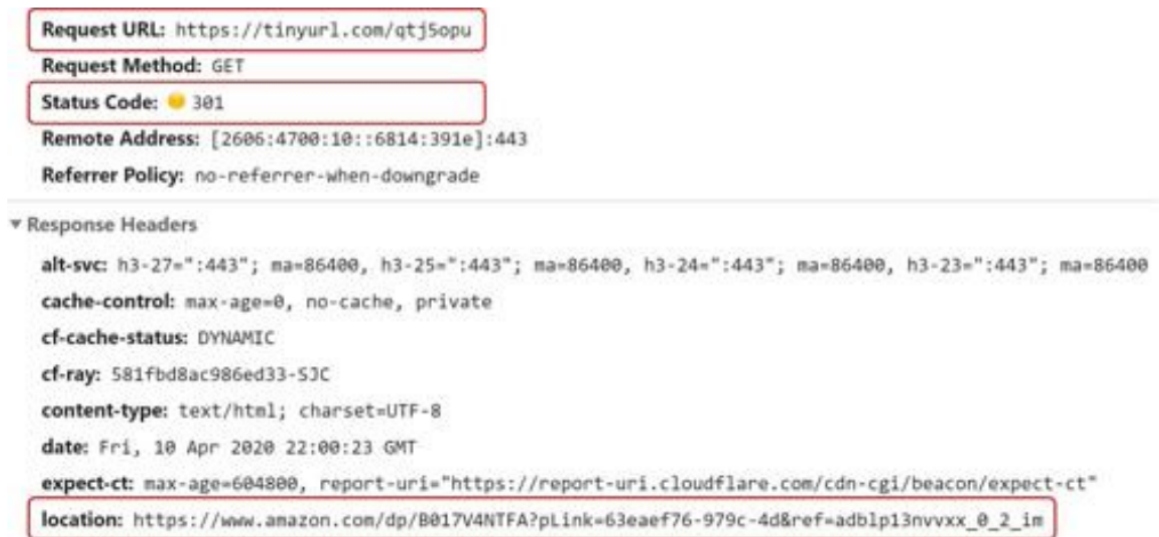 Request URL: https://tinyurl.com/qtj5opu
Request Method: GET
Status Code: 301
Remote Address: [2606:4700:10::6814:391e]:443
Referrer Policy: no-referrer-when-downgrade
Response Headers
alt-svc: h3-27=":443"; ma=86400, h3-25=":443"; ma=86400, h3-24=":443"; ma=86400, h3-23=":443"; ma=86400
cache-control: max-age=0, no-cache, private
cf-cache-status: DYNAMIC
cf-ray: 581fbd8ac986ed33-SJC
content-type: text/html; charset=UTF-8
date: Fri, 10 Apr 2020 22:00:23 GMT
expect-ct: max-age=604800, report-uri="https://report-uri.cloudflare.com/cdn-cgi/beacon/expect-ct"
location: https://www.amazon.com/dp/B017V4NTFA?pLink=63eaef76-979c-4d&ref=adblp13nvvxx_0_2_im